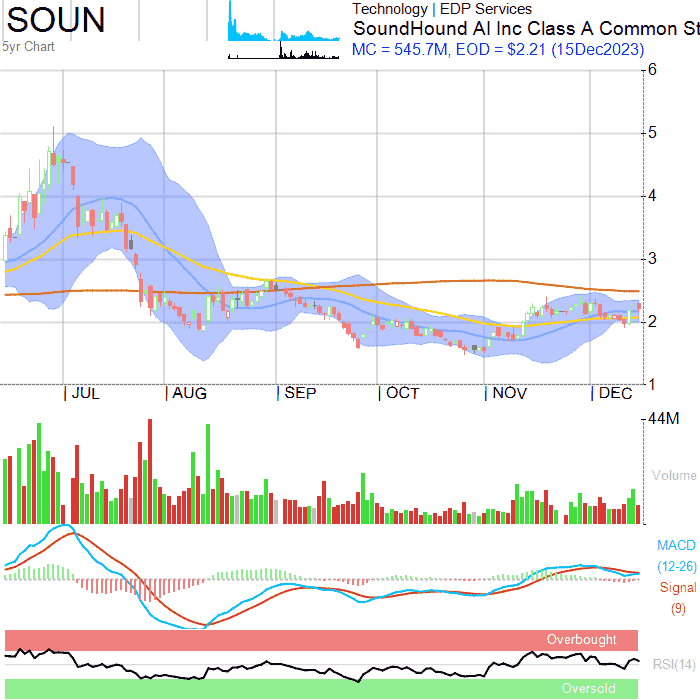 SOUN
5yr Chart
Technology | EDP Services
SoundHound AI Inc Class A Common St
MC = 545.7M, EOD = $2.21 (15Dec2023)
6
5
4
3
2
1
| JUL | AUG | SEP | OCT | NOV | DEC
44M
Volume
MACD
(12-26)
Signal
(9)
Overbought
RSI(14)
Oversold